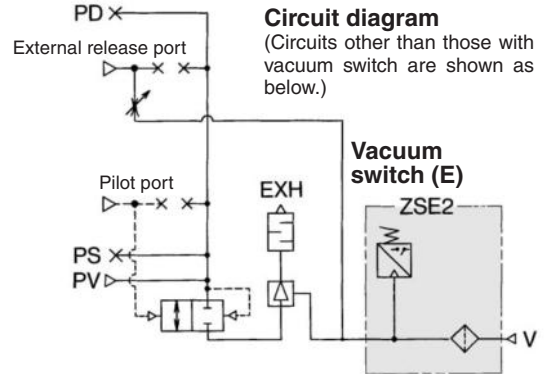 PD
Circuit diagram
(Circuits other than those with
vacuum switch are shown as
below.)
External release port
Vacuum
switch (E)
Pilot port
EXH
ZSE2
PS
PV
V